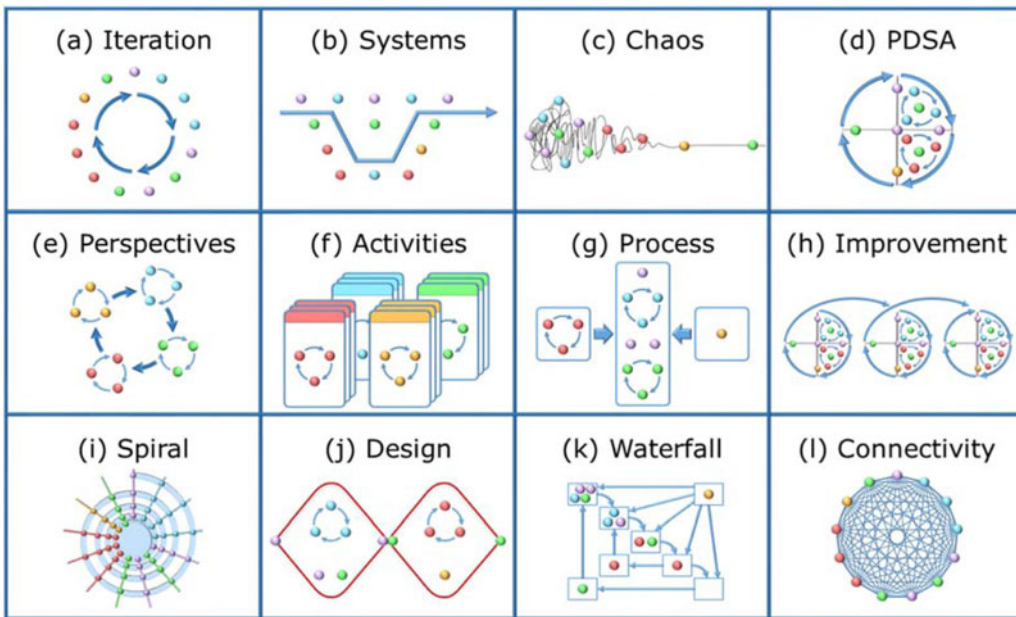 (a) Iteration
(b) Systems
(c) Chaos
(d) PDSA
(e) Perspectives
(f) Activities
(g) Process
(h) Improvement
(i) Spiral
(j) Design
(k) Waterfall
(l) Connectivity